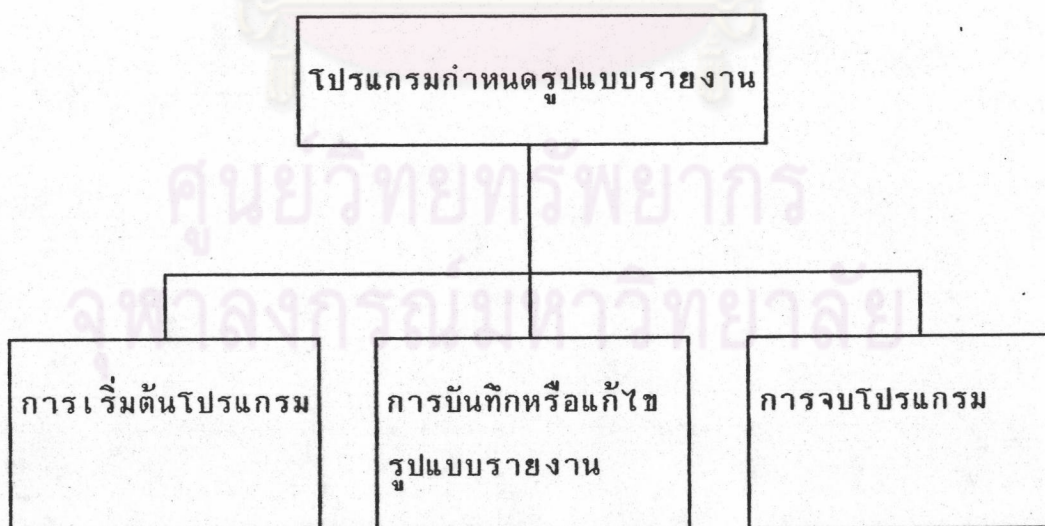 โปรแกรมกำหนดรูปแบบรายงาน
ศูนย์วิทยทรัพยากร
จุฬาลงกรณ์มหาวิทยาลัย
การเริ่มต้นโปรแกรม
การบันทึกหรือแก้ไข
รูปแบบรายงาน
การจบโปรแกรม